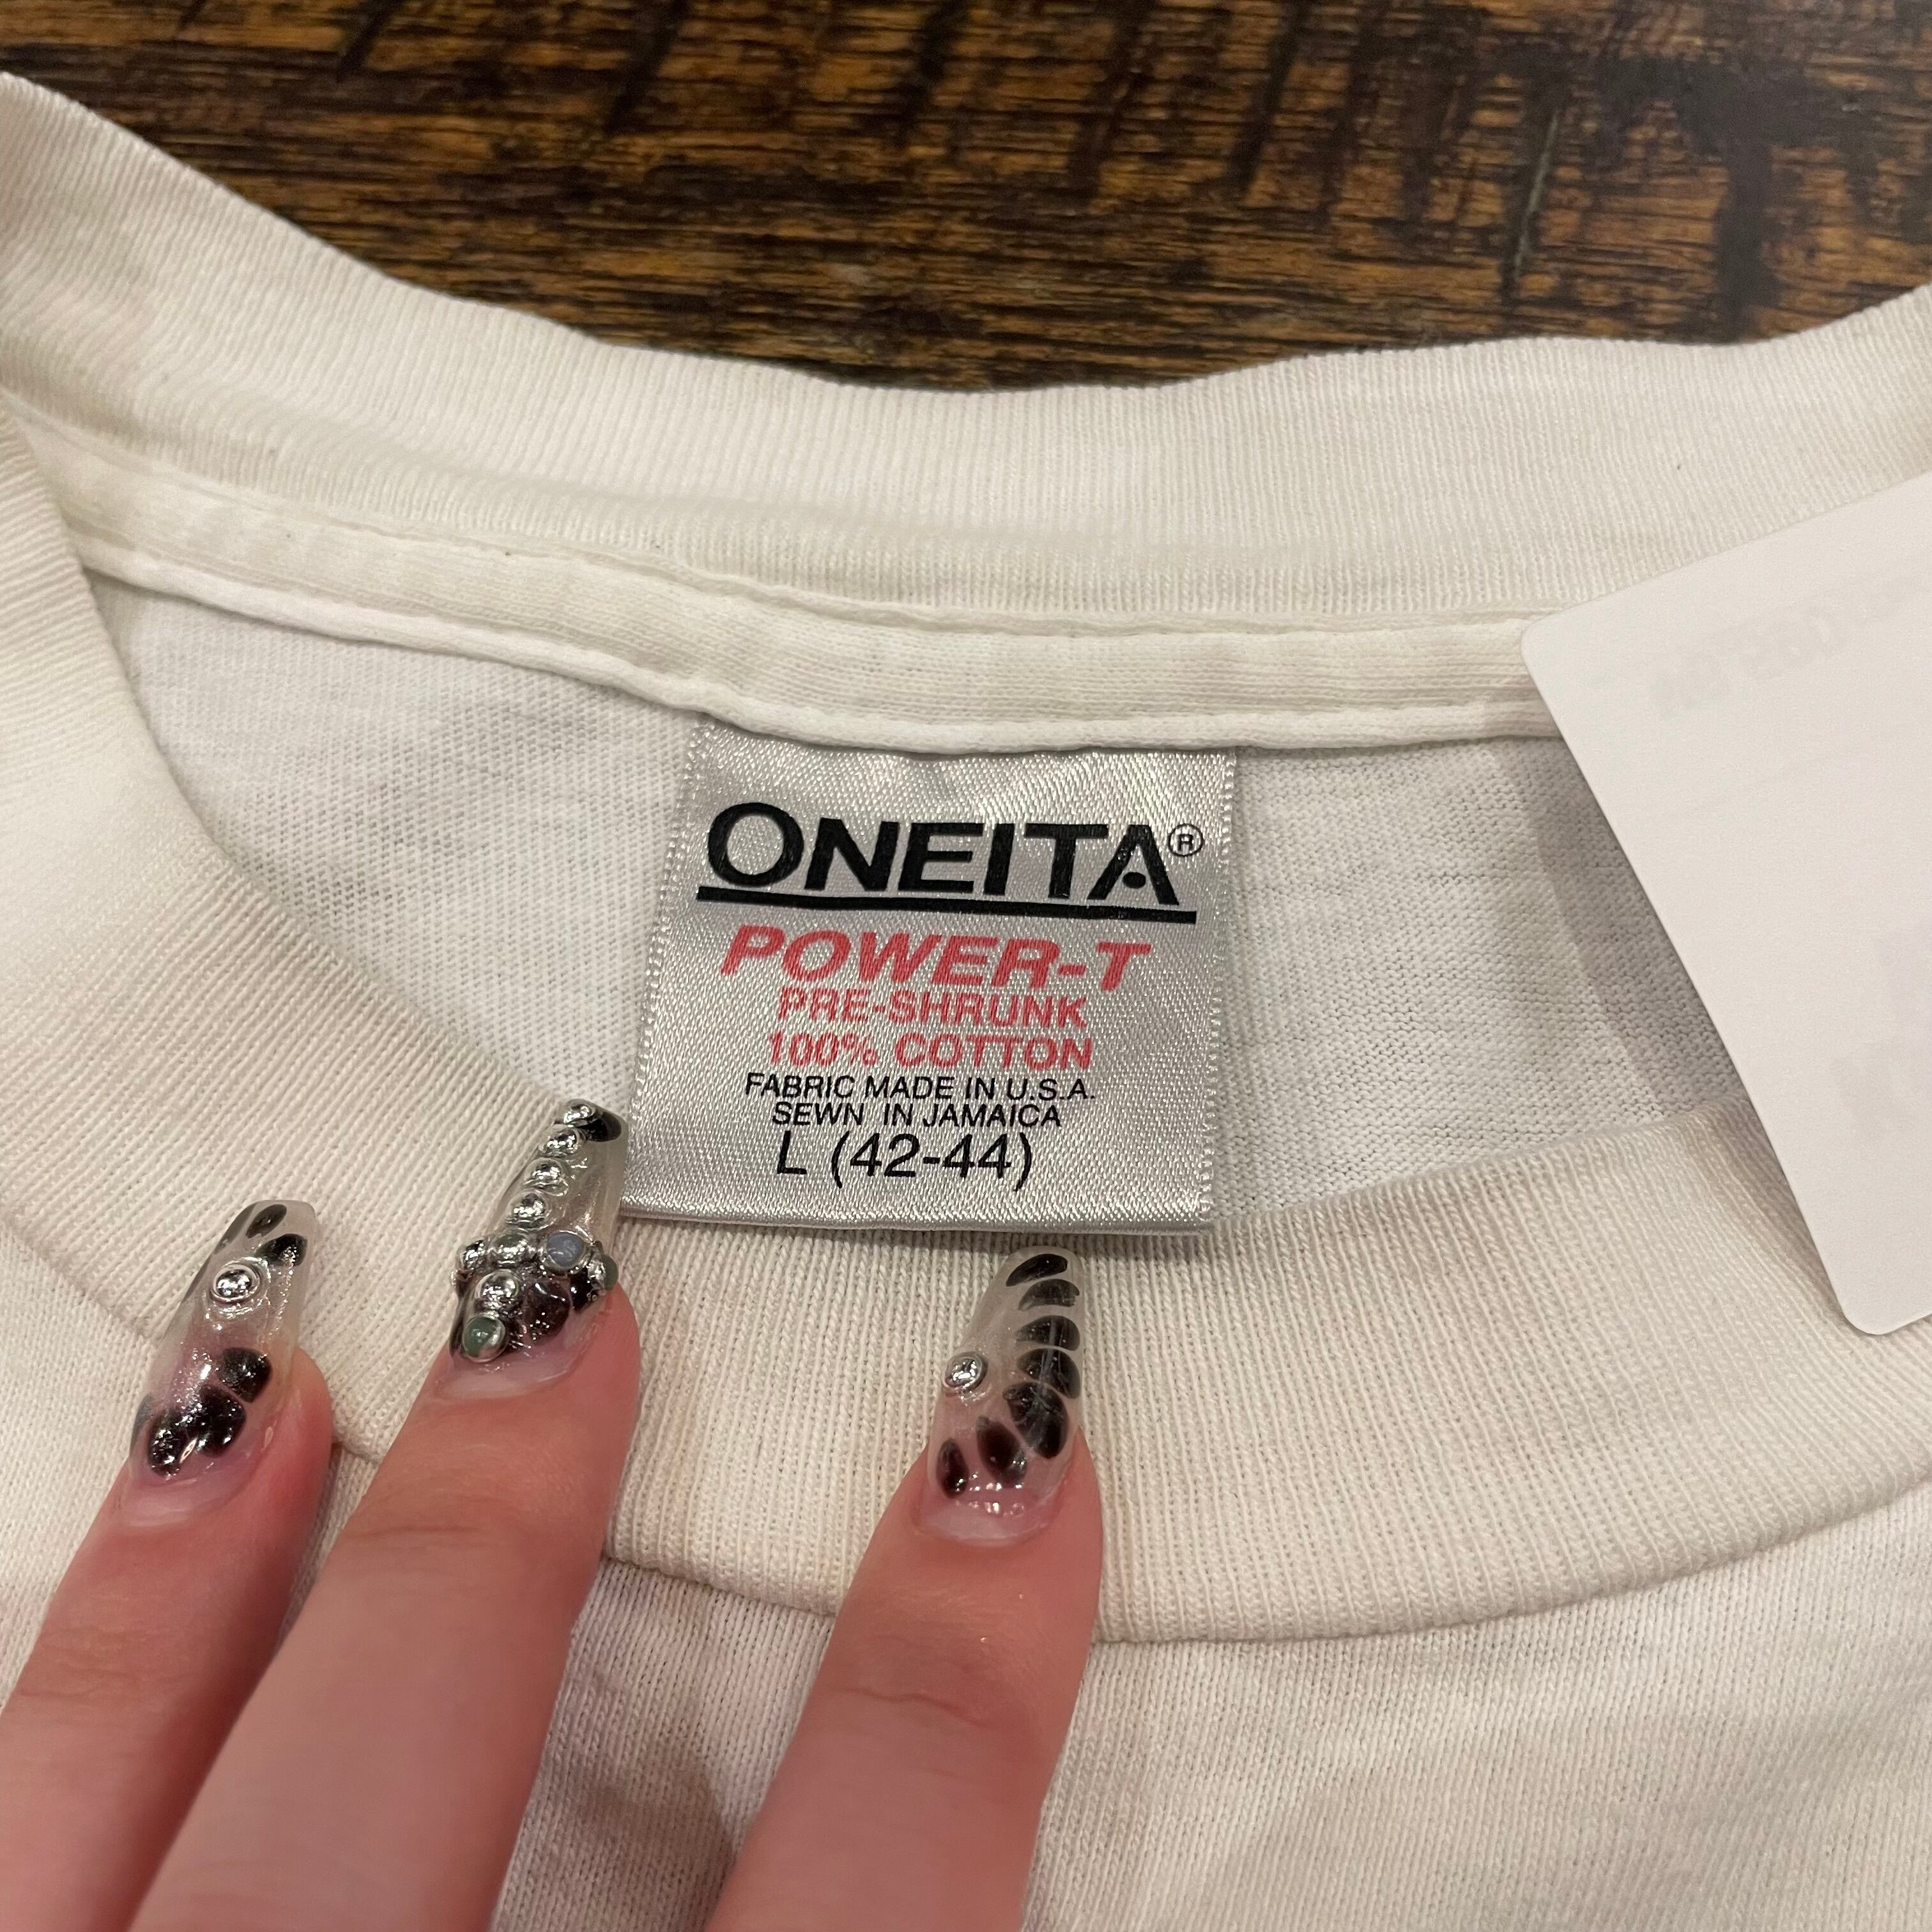 ONEITA®
POWER-T
PRE-SHRUNK
100% COTTON
FABRIC MADE IN U.S.A.
SEWN IN JAMAICA
L (42-44)